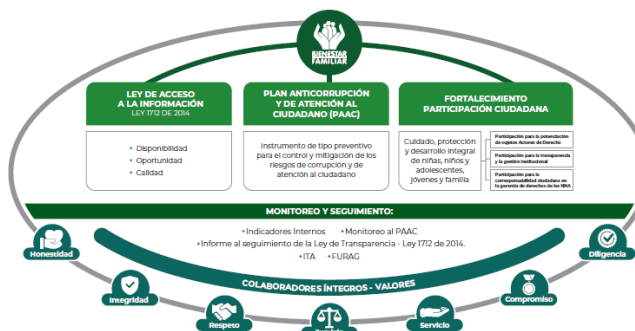 BIENESTAR
FAMILIAR
LEY DE ACCESO
A LA INFORMACIÓN
LEY 1712 DE 2014
• Disponibilidad
• Oportunidad
• Calidad
PLAN ANTICORRUPCIÓN
Y DE ATENCIÓN AL
CIUDADANO (PAAC)
Instrumento de tipo preventivo
para el control y mitigación de los
riesgos de corrupción y de
atención al ciudadano
FORTALECIMIENTO
PARTICIPACIÓN CIUDADANA
Cuidado, protección
y desarrollo integral
de niñas, niños y
adolescentes,
jóvenes y familia
Participación para la potenciación
de sujetos Actores de Derecho
Participación para la transparencia
y la gestión institucional
Participación para la
corresponsabilidad ciudadana en
la garantía de derechos de los NNA
MONITOREO Y SEGUIMIENTO:
•Indicadores Internos •Monitoreo al PAAC
•Informe al seguimiento de la Ley de Transparencia - Ley 1712 de 2014.
•ITA •FURAG
COLABORADORES ÍNTEGROS - VALORES
Honestidad
Integridad
Respeto
Servicio
Compromiso
Diligencia